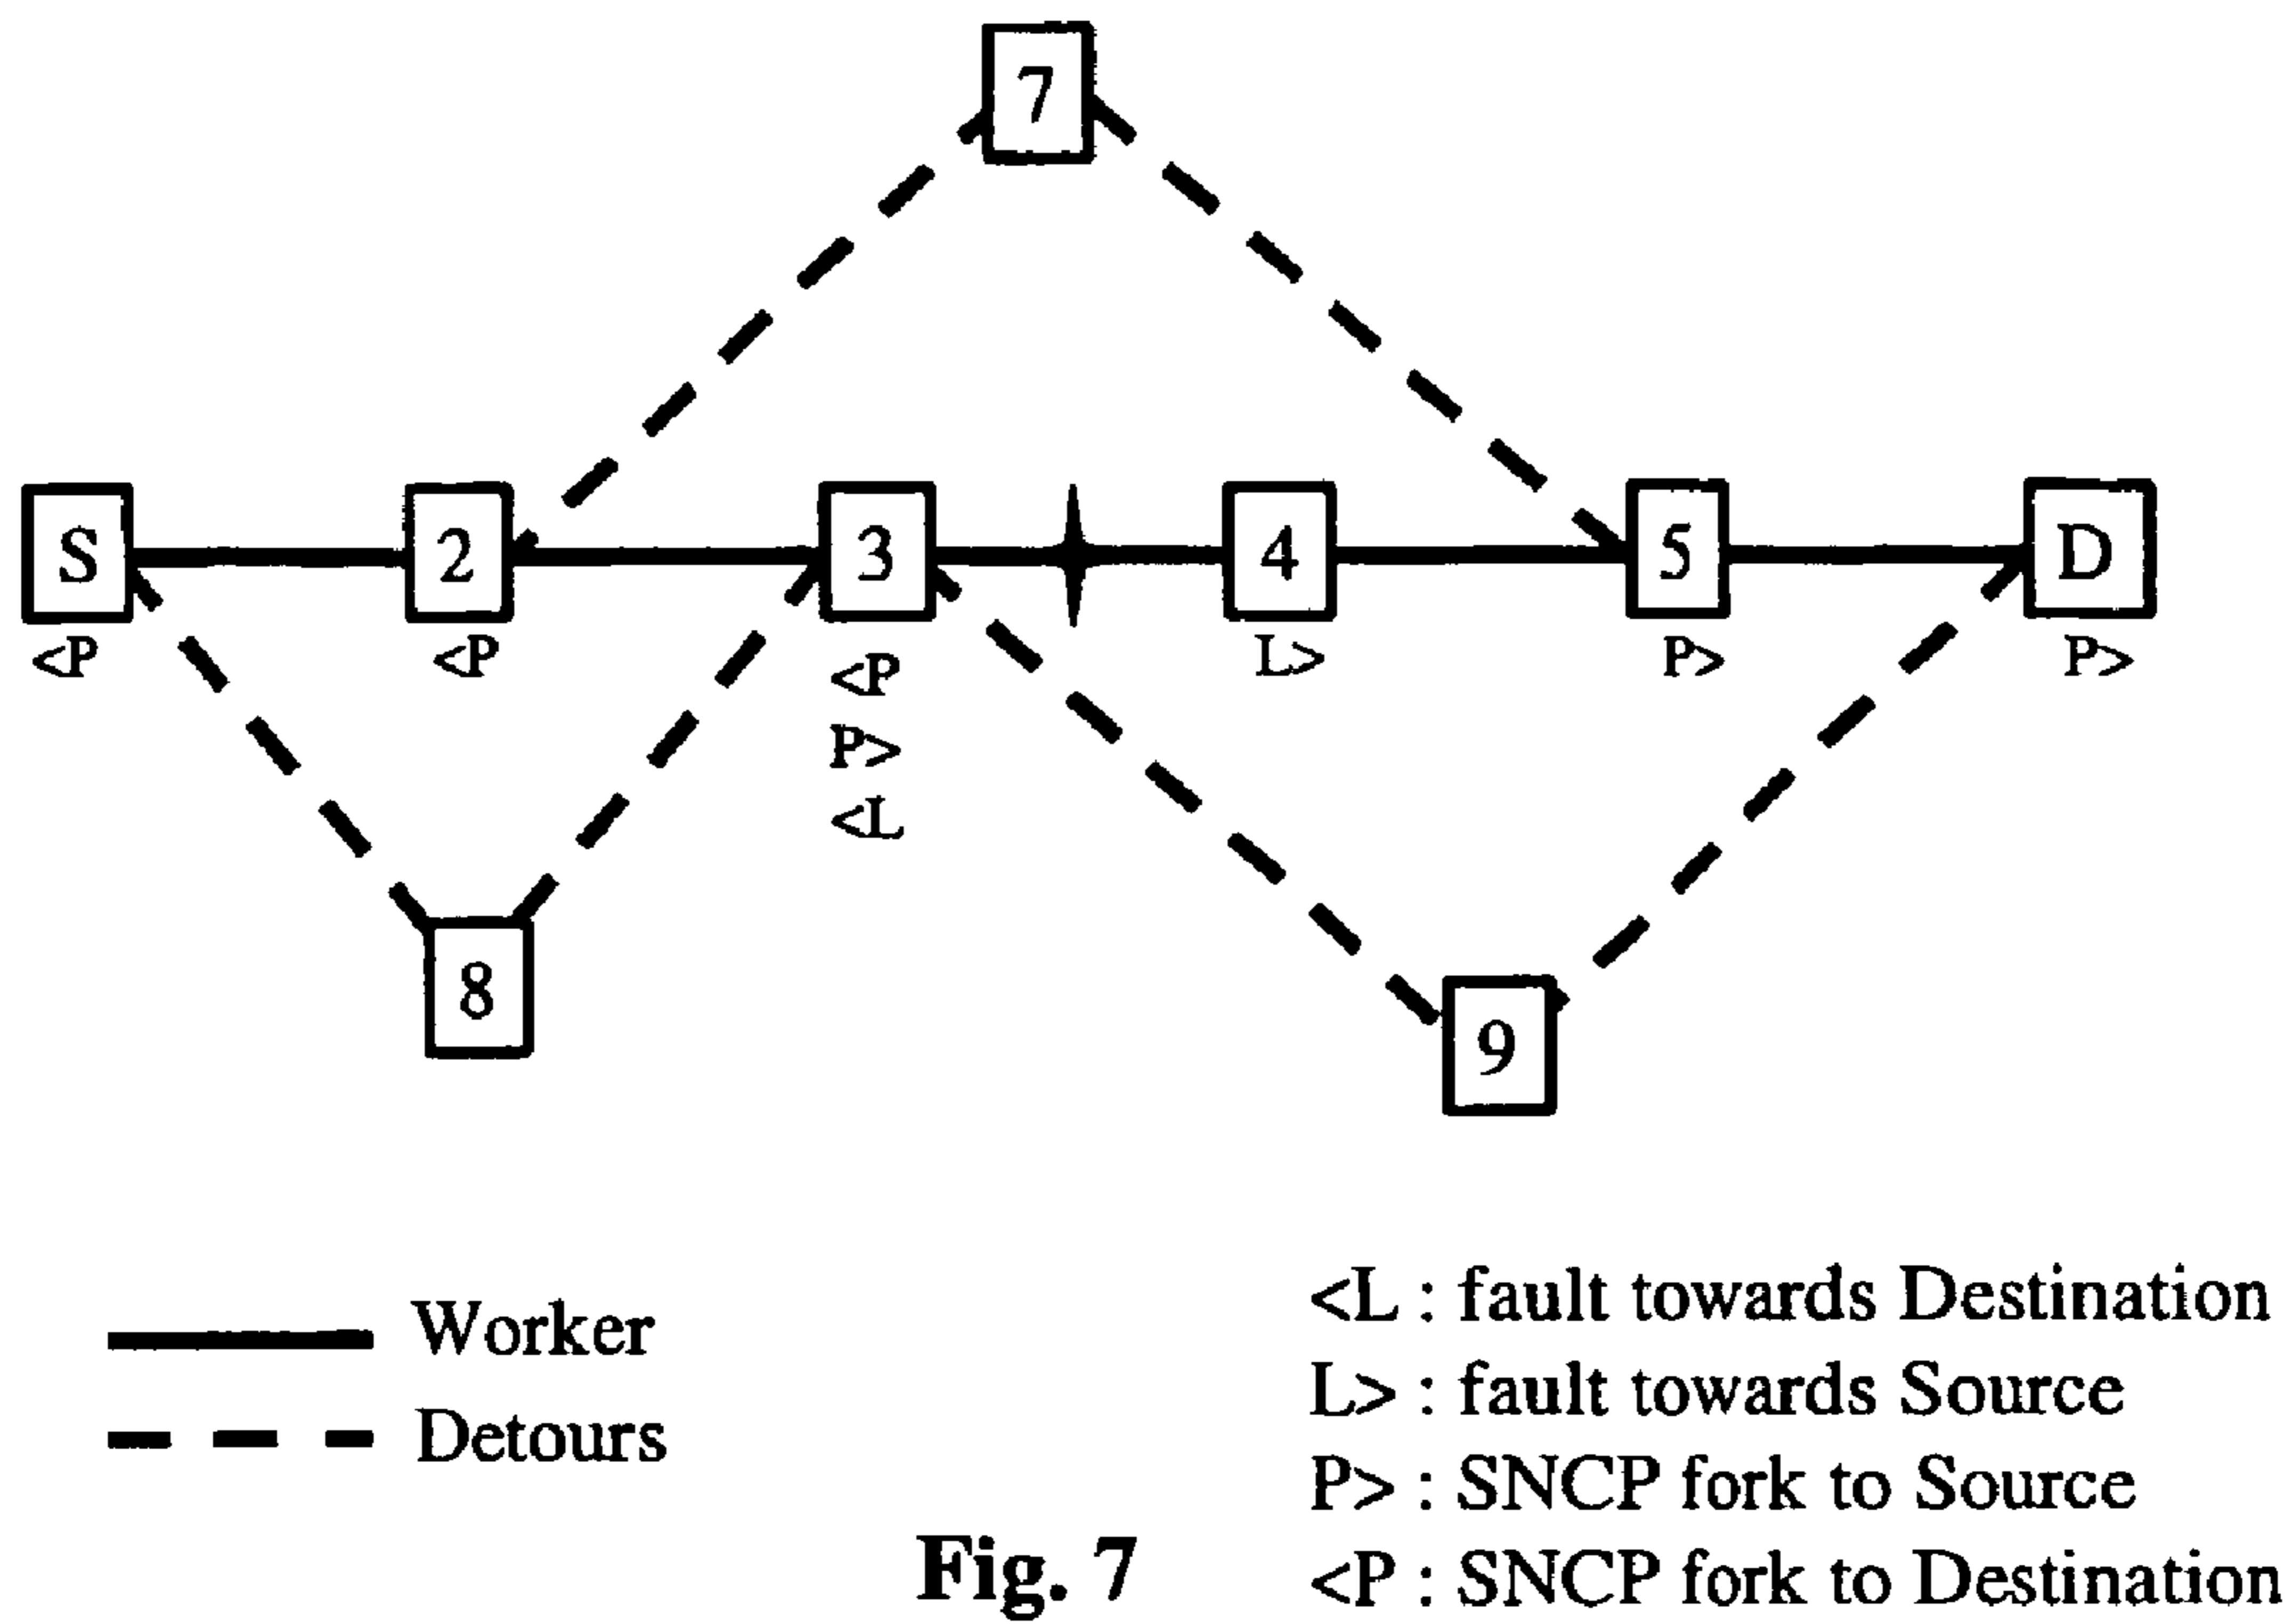 7
S
2
3
4
5
D
<P
<P
<P
P>
<L
L>
P>
P>
8
9
Worker
Detours
<L : fault towards Destination
L> : fault towards Source
P> : SNCP fork to Source
<P : SNCP fork to Destination
Fig. 7